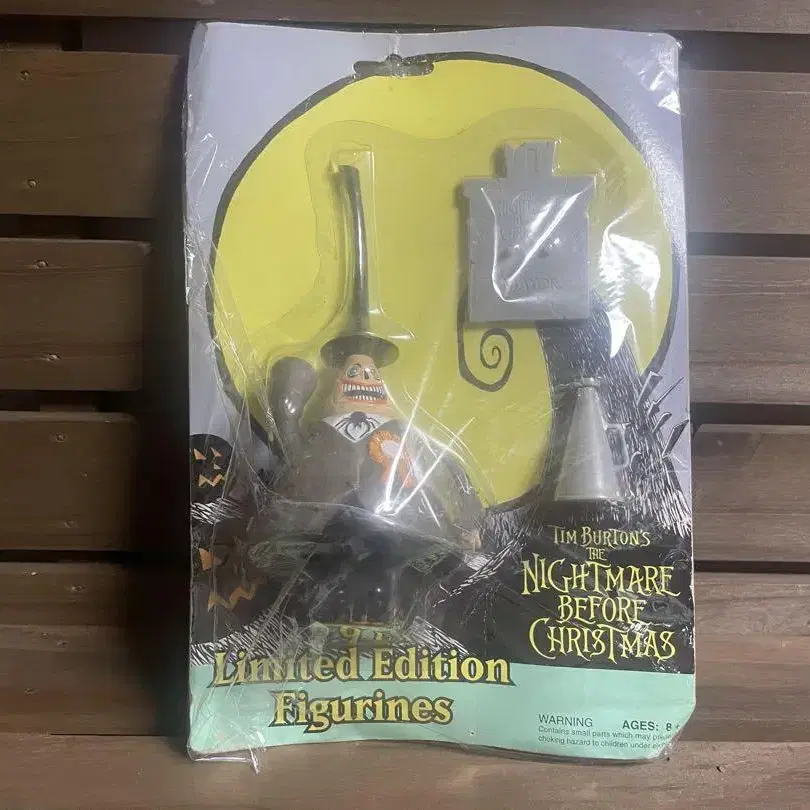 TIM BURTON'S
THE
NIGHTMARE
BEFORE
CHRISTMAS
Limited Edition
Figurines
WARNING
AGES: 8+
Contains small parts which may
choking hazard to children under